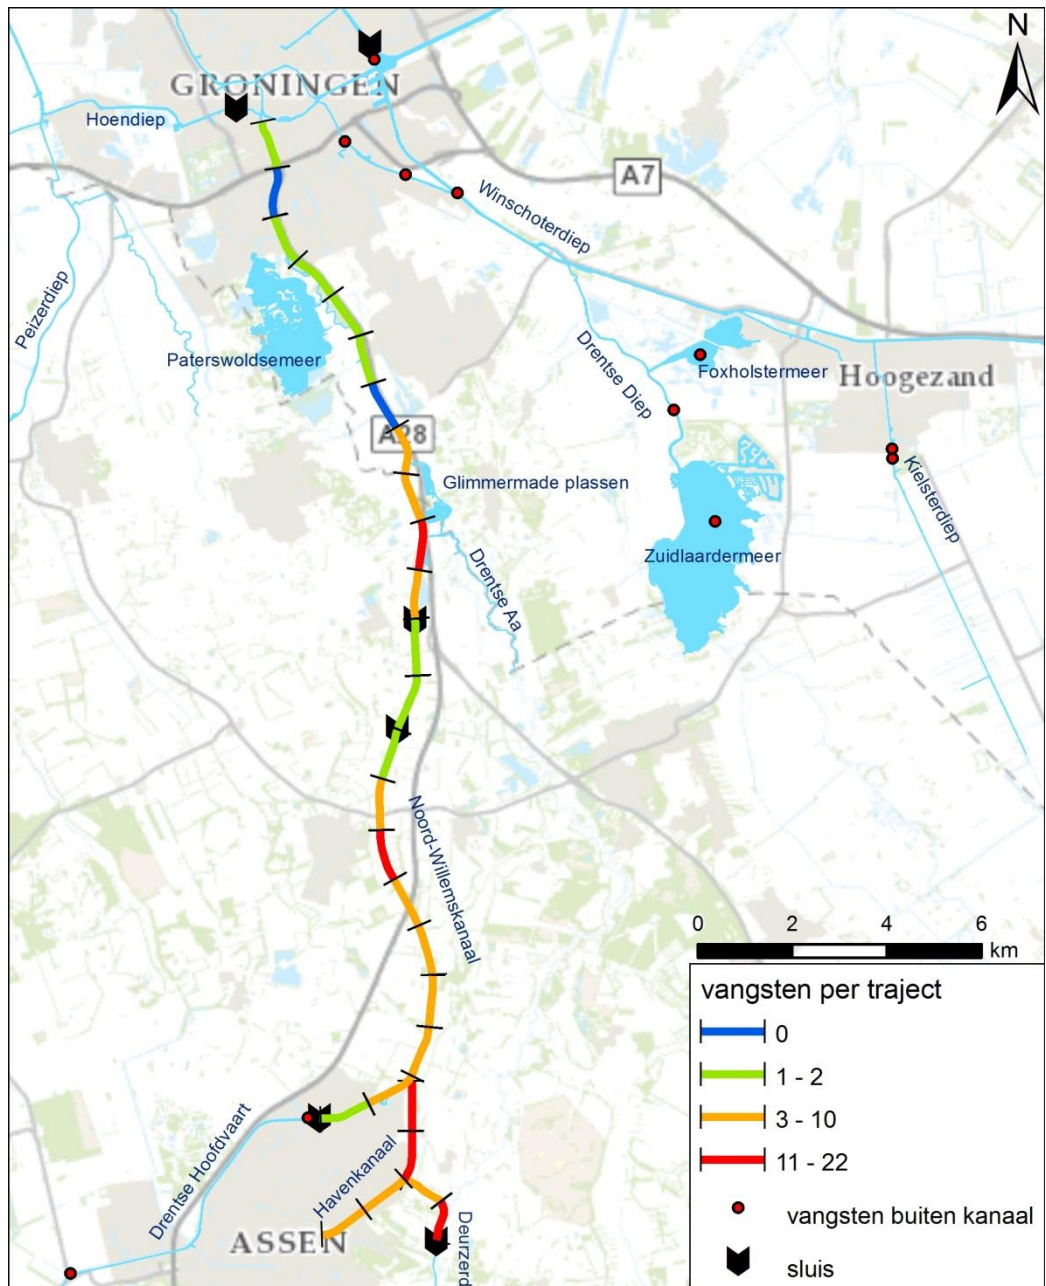 N
GRONINGEN
Hoendiep
A7
Winschoterdiep
Peizerdiep
Paterswoldsemeer
Drentse Diep
Foxholstermeer
Hoogezand
A28
Glimmermade plassen
Kielsterdiep
Drentse Aa
Zuidlaardermeer
Noord-Willemskanaal
0 2 4 6
km
vangsten per traject
0
1 - 2
3 - 10
11 - 22
vangsten buiten kanaal
sluis
Drentse Hoofdvaart
Havenkanaal
ASSEN
Deurzerd